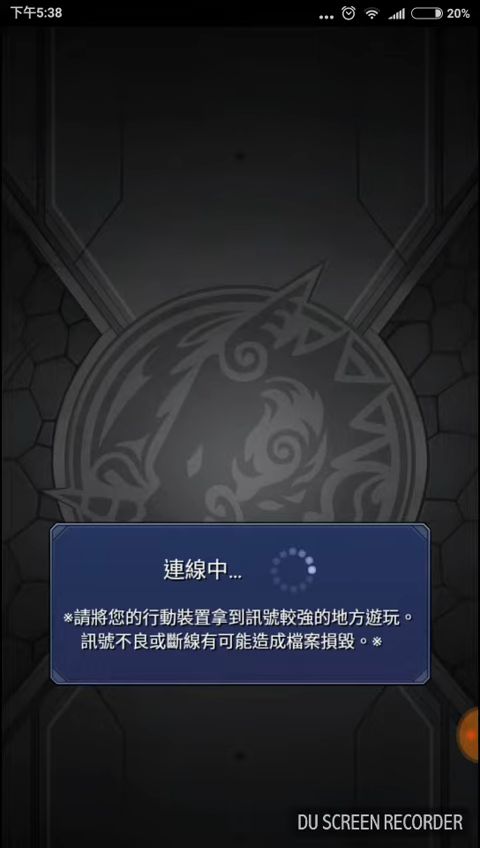 下午5:38
20%
連線中...
※請將您的行動裝置拿到訊號較強的地方遊玩。
訊號不良或斷線有可能造成檔案損毀。※
DU SCREEN RECORDER